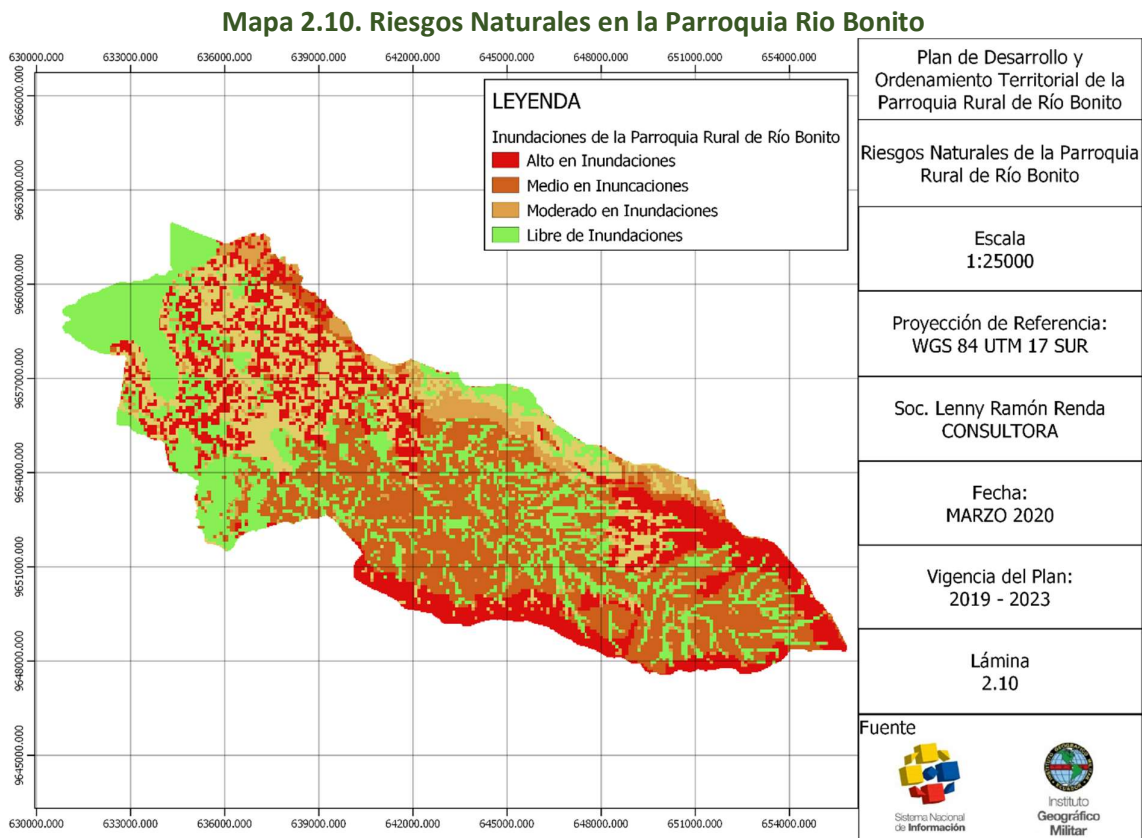 Mapa 2.10. Riesgos Naturales en la Parroquia Rio Bonito
630000.000 633000.000 636000.000 639000.000 642000.000 645000.000 648000.000 651000.000 654000.000
9666000.000
9663000.000
9660000.000
9657000.000
9654000.000
9651000.000
9648000.000
9645000.000
LEYENDA
Inundaciones de la Parroquia Rural de Río Bonito
Alto en Inundaciones
Medio en Inuncaciones
Moderado en Inundaciones
Libre de Inundaciones
630000.000 633000.000 636000.000 639000.000 642000.000 645000.000 648000.000 651000.000 654000.000
Plan de Desarrollo y
Ordenamiento Territorial de la
Parroquia Rural de Río Bonito
Riesgos Naturales de la Parroquia
Rural de Río Bonito
Escala
1:25000
Proyección de Referencia:
WGS 84 UTM 17 SUR
Soc. Lenny Ramón Renda
CONSULTORA
Fecha:
MARZO 2020
Vigencia del Plan:
2019 - 2023
Lámina
2.10
Fuente
Sistema Nacional
de Información
Instituto
Geográfico
Militar